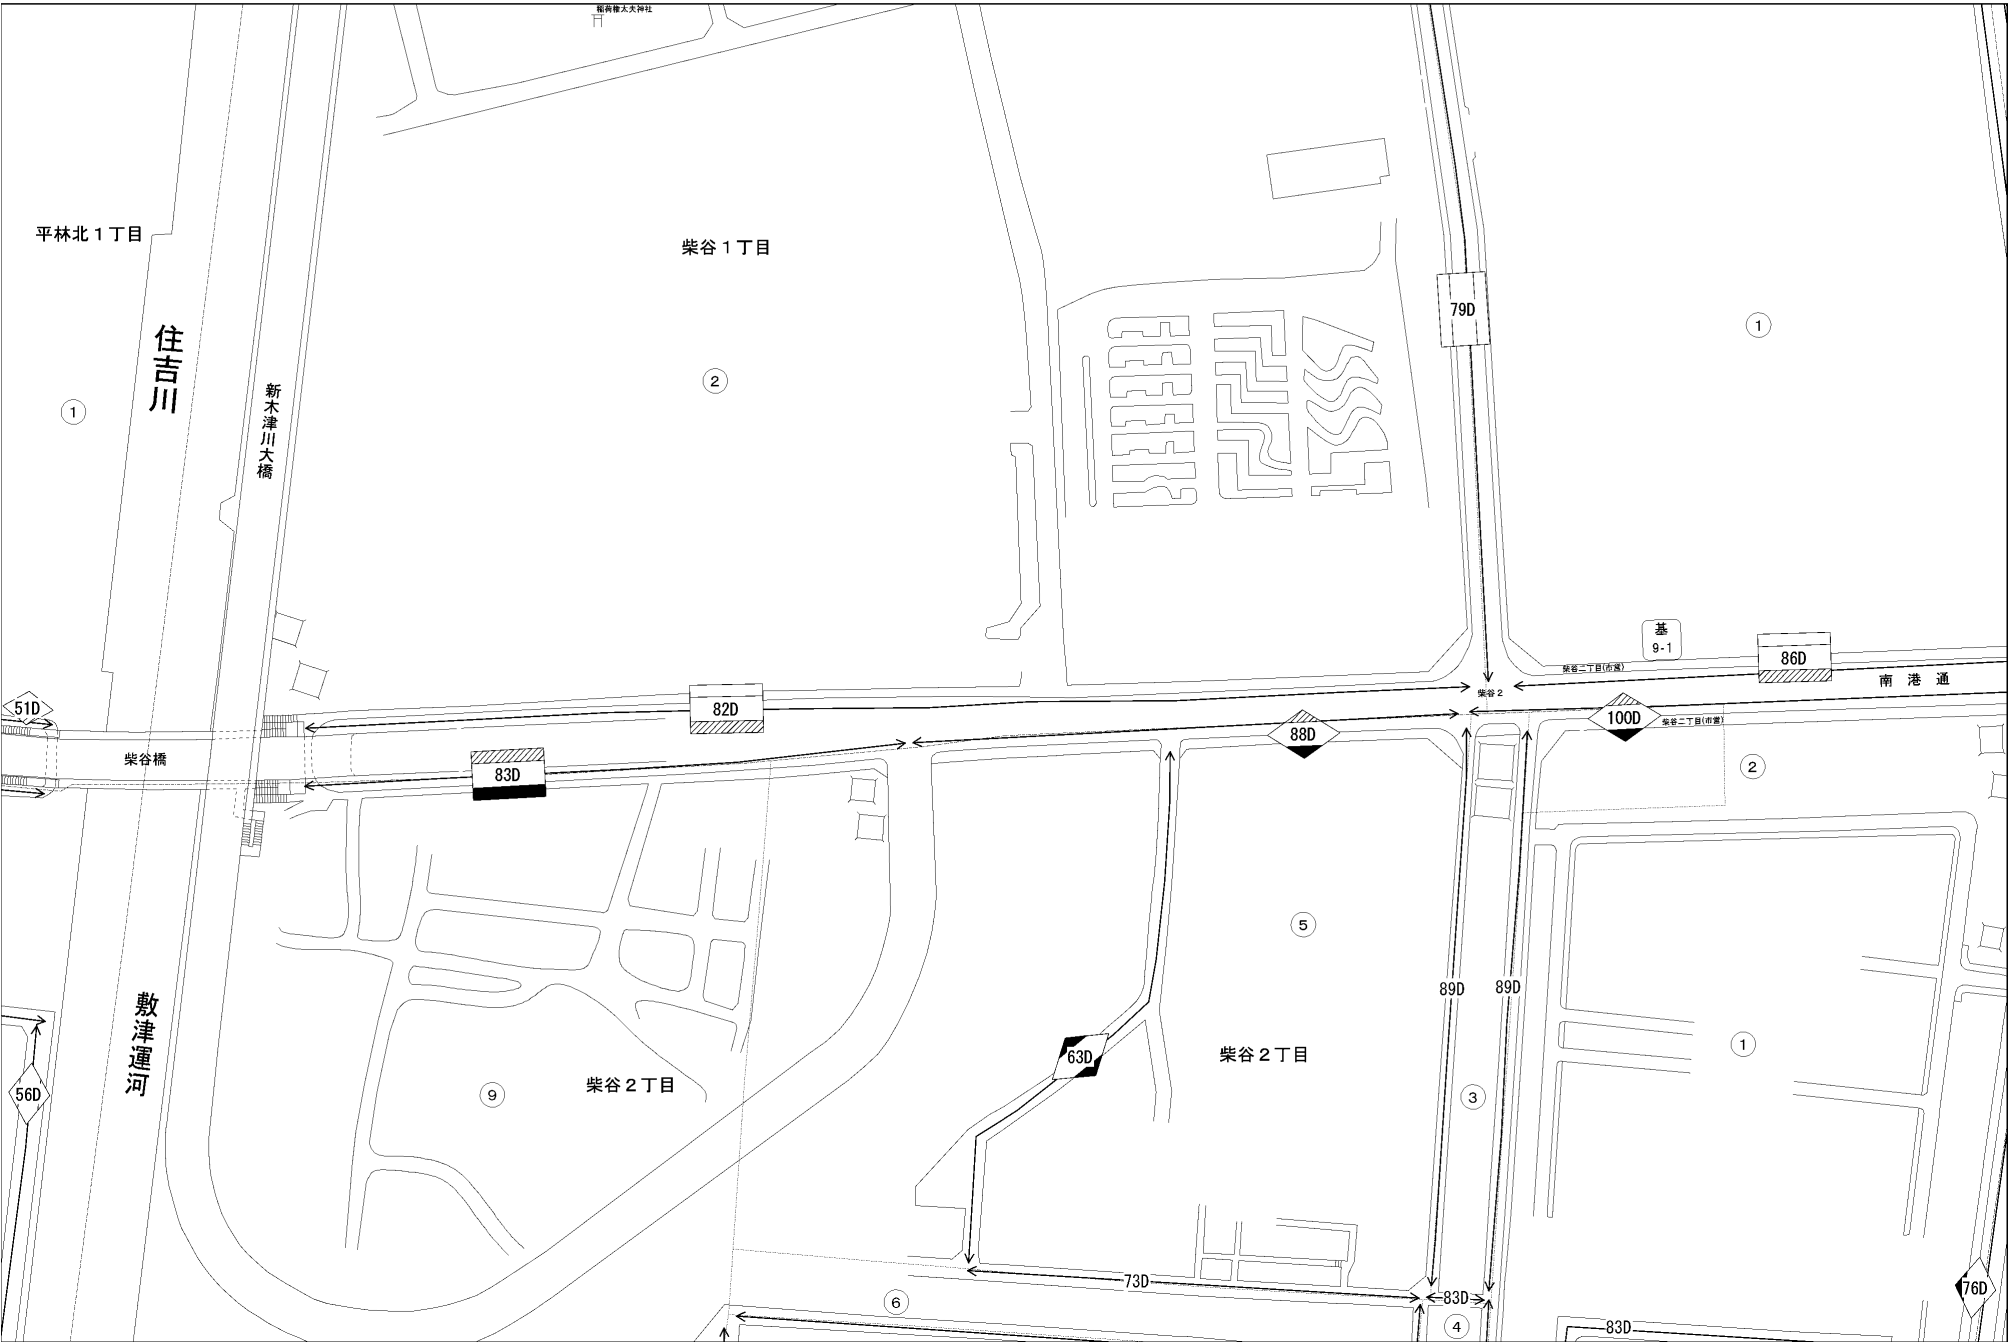 稲荷権太夫神社
平林北1丁目
柴谷1丁目
住吉川
79D
①
②
①
新木津川大橋
基
9-1
柴谷二丁目(市営)
86D
南港通
柴谷2
51D
82D
88D
100D
柴谷二丁目(市営)
柴谷橋
83D
②
⑤
89D
89D
敷津運河
63D
柴谷2丁目
①
柴谷2丁目
56D
⑨
③
73D
83D
76D
⑥
④
83D